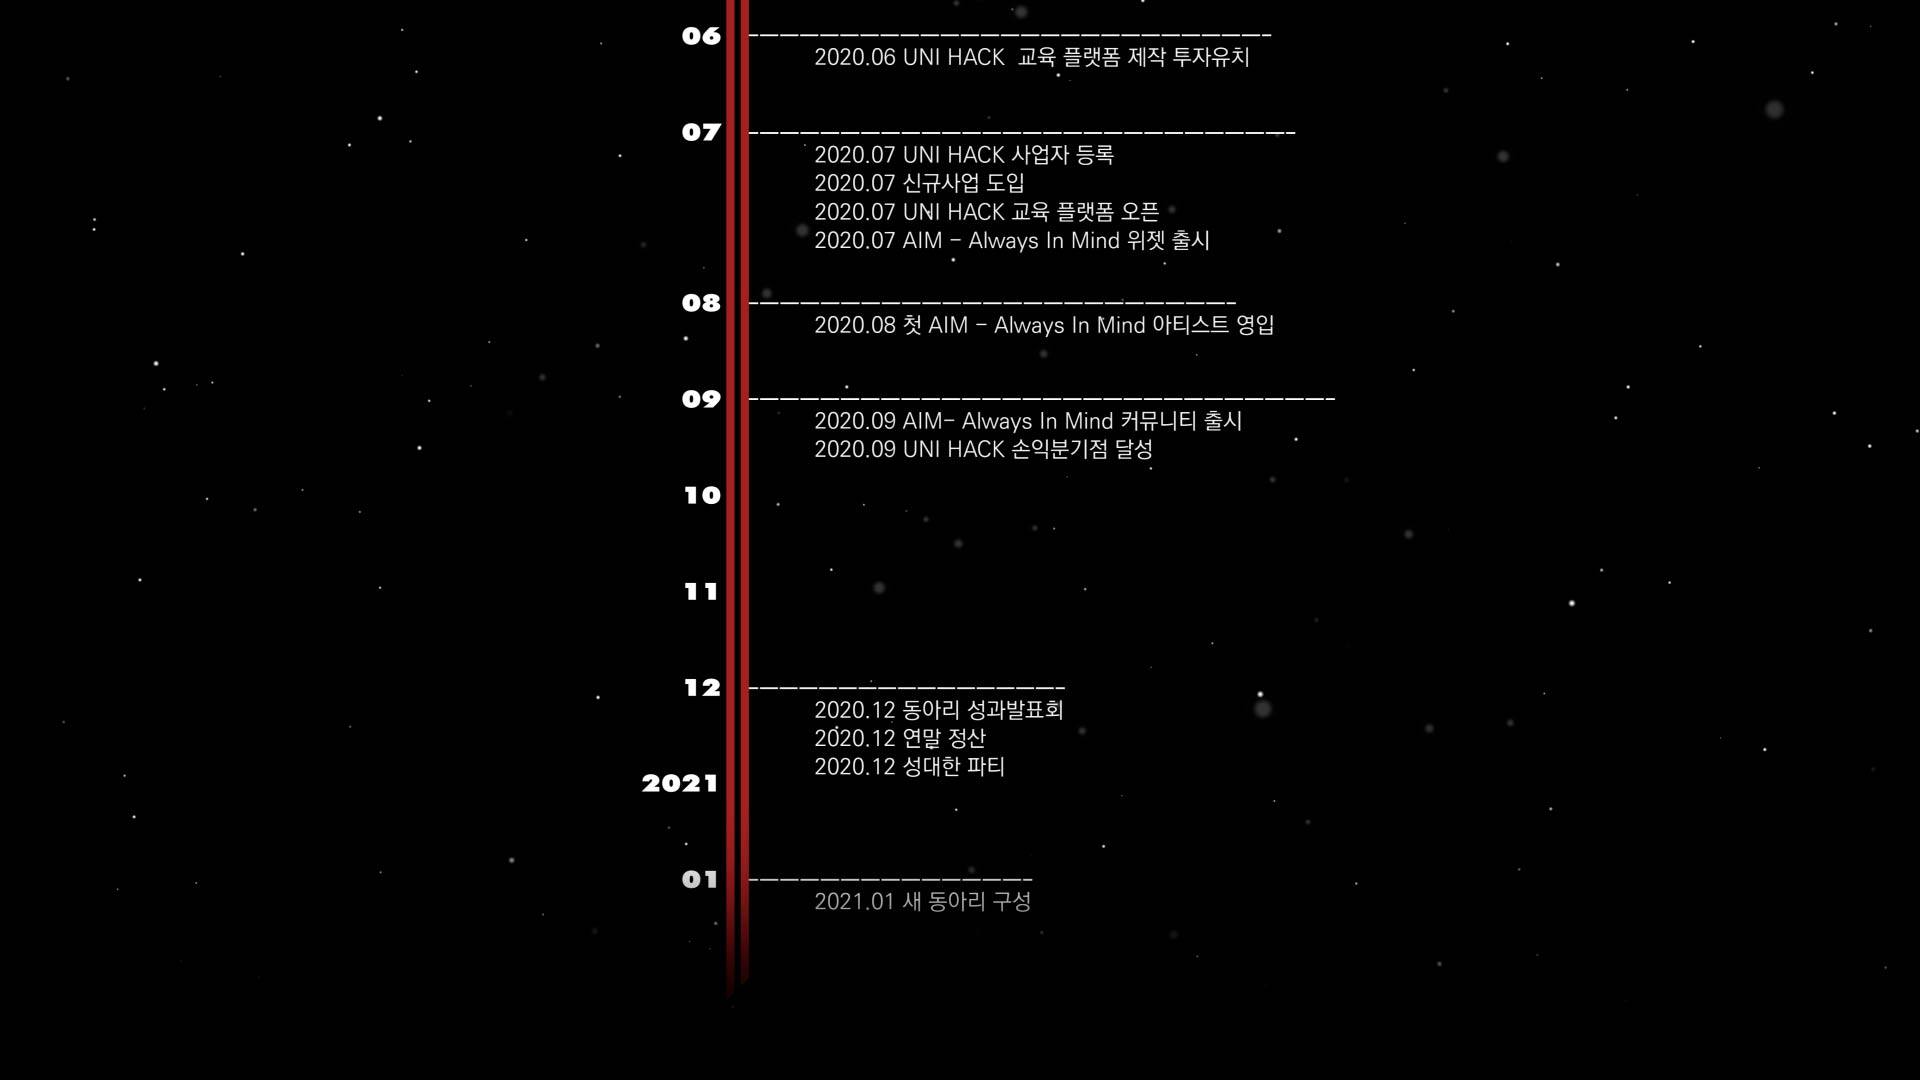 06
2020.06 UNI HACK  교육 플랫폼 제작 투자유치
07
2020.07 UNI HACK 사업자 등록
2020.07 신규사업 도입
2020.07 UNI HACK 교육 플랫폼 오픈
2020.07 AIM - Always In Mind 위젯 출시
08
2020.08 첫 AIM - Always In Mind 아티스트 영입
09
2020.09 AIM- Always In Mind 커뮤니티 출시
2020.09 UNI HACK 손익분기점 달성
10
11
12
2020.12 동아리 성과발표회
2020.12 연말 정산
2020.12 성대한 파티
2021
01
2021.01 새 동아리 구성